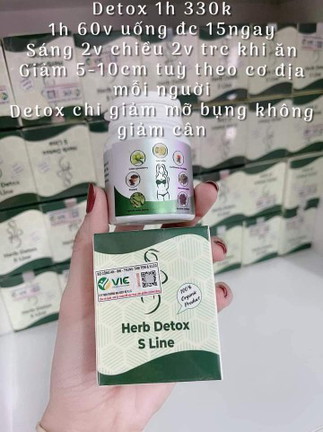 Detox 1h 330k
1h 60v uống đc 15ngay
Sáng 2v chiều 2v trc khi ăn
Giảm 5-10cm tuỳ theo cơ địa
mỗi người
Detox chỉ giảm mỡ bụng không
giảm cân
VIC
100%
Organic
Product
Herb Detox
S Line